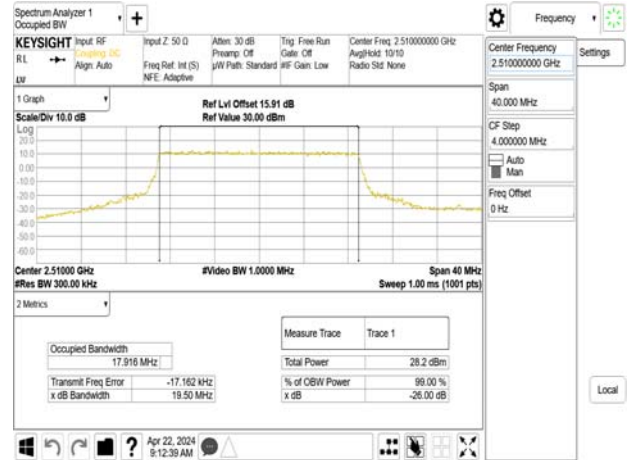 Spectrum Analyzer 1
Occupied BW
Frequency
KEYSIGHT
Input: RF
Coupling: DC
Align: Auto
Input Z: 50 Ω
Freq Ref: Int (S)
NFE: Adaptive
Atten: 30 dB
Preamp: Off
µW Path: Standard
Trig: Free Run
Gate: Off
#IF Gain: Low
Center Freq: 2.510000000 GHz
Avg|Hold: 10/10
Radio Std: None
RL
Center Frequency
2.510000000 GHz
Settings
Span
40.000 MHz
CF Step
4.000000 MHz
Auto
Man
Freq Offset
0 Hz
Local
1 Graph
Scale/Div 10.0 dB
Ref Lvl Offset 15.91 dB
Ref Value 30.00 dBm
Log
20.0
10.0
0.00
-10.0
-20.0
-30.0
-40.0
-50.0
-60.0
Center 2.51000 GHz
#Res BW 300.00 kHz
#Video BW 1.0000 MHz
Span 40 MHz
Sweep 1.00 ms (1001 pts)
2 Metrics
Occupied Bandwidth
17.916 MHz
Transmit Freq Error -17.162 kHz
x dB Bandwidth 19.50 MHz
Measure Trace Trace 1
Total Power 28.2 dBm
% of OBW Power 99.00 %
x dB -26.00 dB
Apr 22, 2024
9:12:39 AM